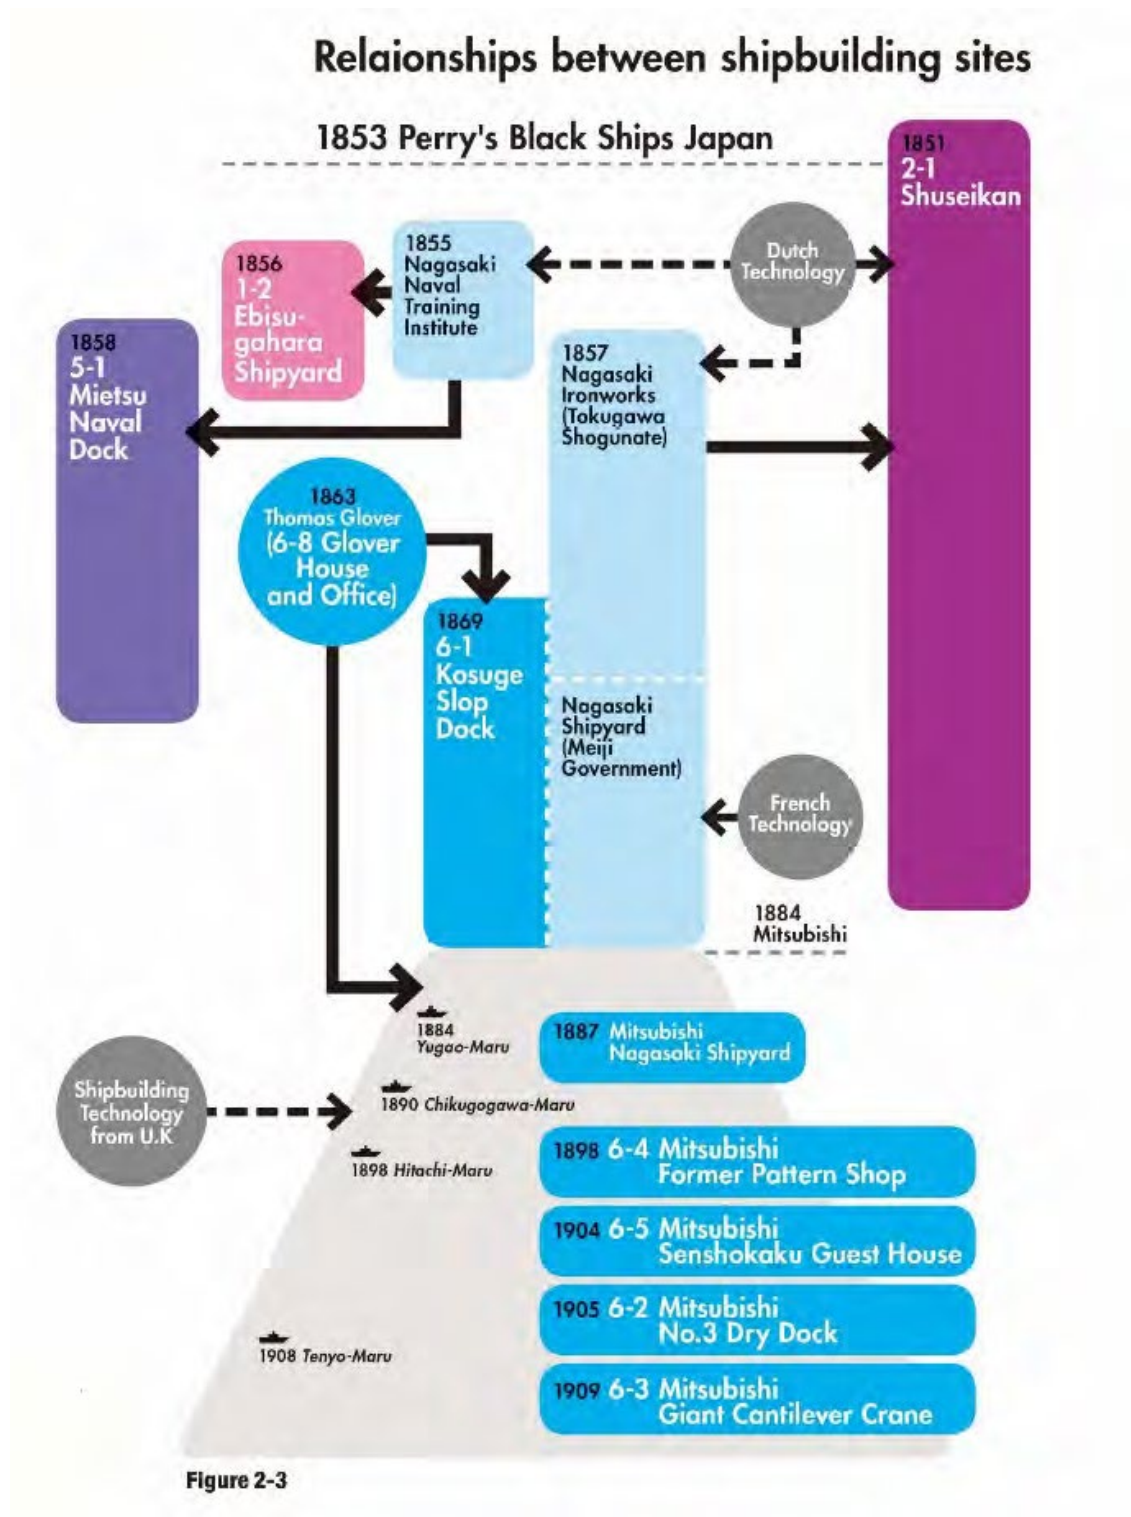 Relaionships between shipbuilding sites
1853 Perry's Black Ships Japan
1851
2-1
Shuseikan
Dutch
Technology
1855
Nagasaki
Naval
Training
Institute
1856
1-2
Ebisu-
gahara
Shipyard
1858
5-1
Mietsu
Naval
Dock
1857
Nagasaki
Ironworks
(Tokugawa
Shogunate)
1863
Thomas Glover
(6-8 Glover
House
and Office)
1869
6-1
Kosuge
Slop
Dock
Nagasaki
Shipyard
(Meiji
Government)
French
Technology
1884
Mitsubishi
1884
Yugao-Maru
1887 Mitsubishi
Nagasaki Shipyard
Shipbuilding
Technology
from U.K
1890 Chikugogawa-Maru
1898 Hitachi-Maru
1898 6-4 Mitsubishi
Former Pattern Shop
1904 6-5 Mitsubishi
Senshokaku Guest House
1905 6-2 Mitsubishi
No.3 Dry Dock
1908 Tenyo-Maru
1909 6-3 Mitsubishi
Giant Cantilever Crane
Figure 2-3